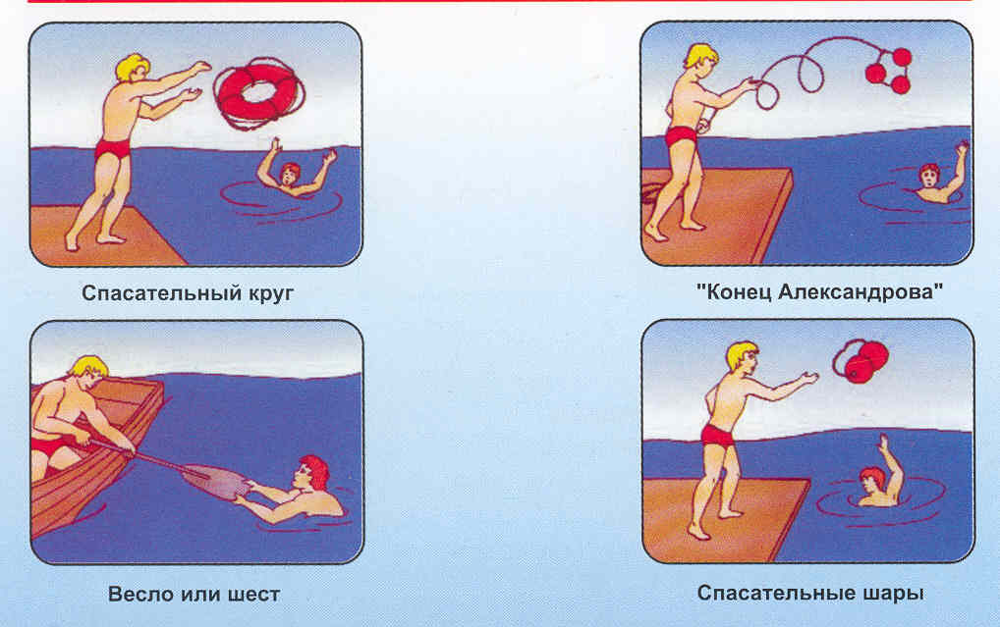 Спасательный круг
"Конец Александрова"
Весло или шест
Спасательные шары